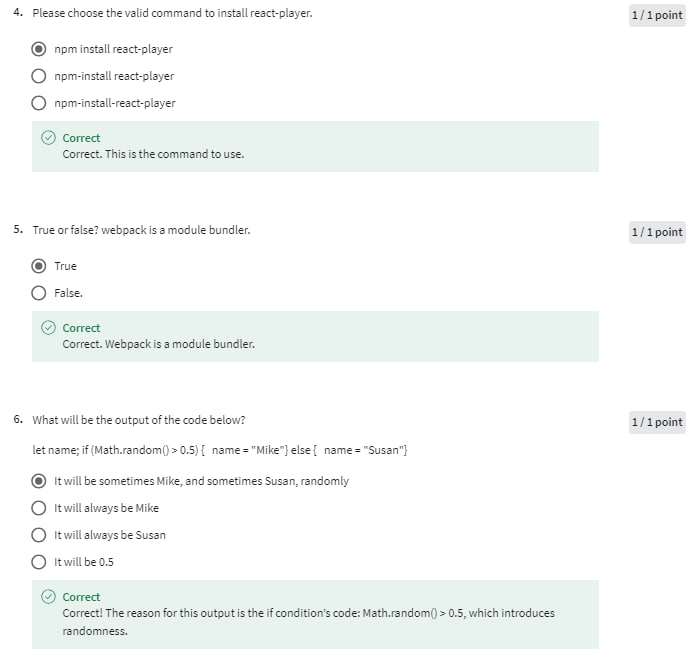 4. Please choose the valid command to install react-player.
1 / 1 point
npm install react-player
npm-install react-player
npm-install-react-player
Correct
Correct. This is the command to use.
5. True or false? webpack is a module bundler.
1 / 1 point
True
False.
Correct
Correct. Webpack is a module bundler.
6. What will be the output of the code below?
1 / 1 point
let name; if (Math.random() > 0.5) { name = "Mike"} else { name = "Susan"}
It will be sometimes Mike, and sometimes Susan, randomly
It will always be Mike
It will always be Susan
It will be 0.5
Correct
Correct! The reason for this output is the if condition's code: Math.random() > 0.5, which introduces
randomness.